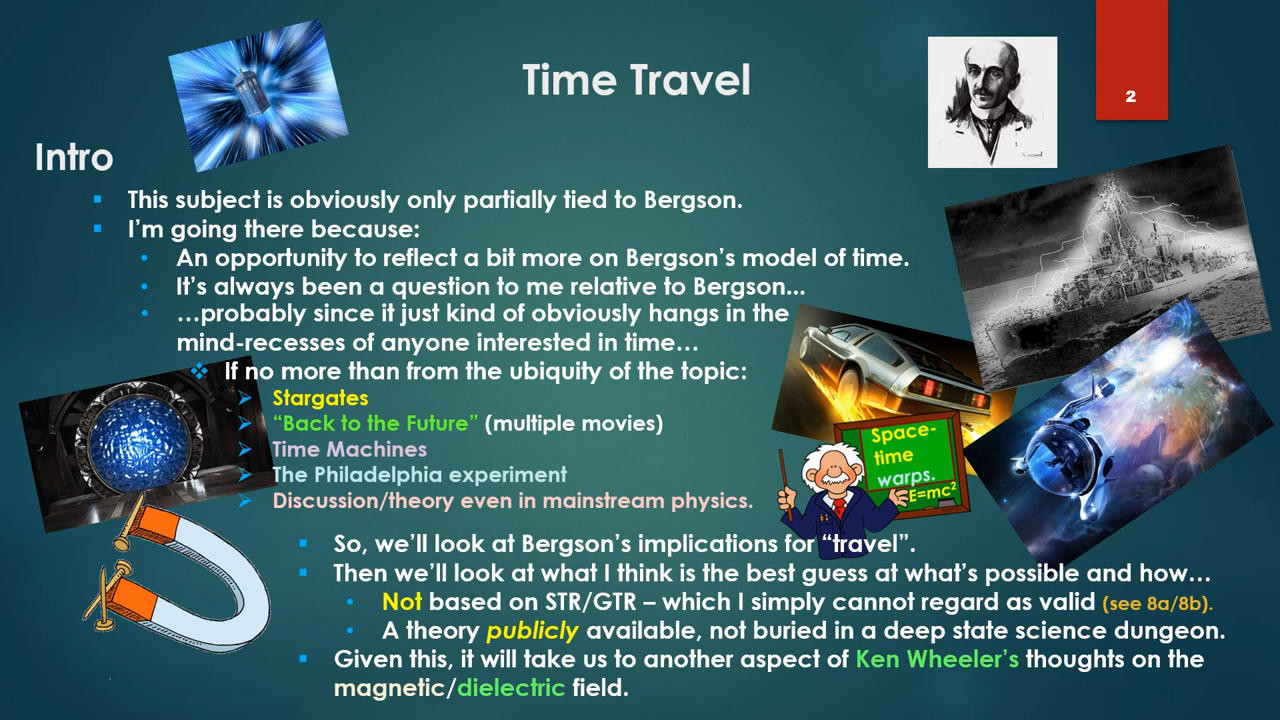 Time Travel
2
Intro
This subject is obviously only partially tied to Bergson.
I'm going there because:
An opportunity to reflect a bit more on Bergson's model of time.
It's always been a question to me relative to Bergson...
…probably since it just kind of obviously hangs in the
mind-recesses of anyone interested in time…
If no more than from the ubiquity of the topic:
Stargates
"Back to the Future" (multiple movies)
Time Machines
The Philadelphia experiment
Discussion/theory even in mainstream physics.
Space-
time
warps.
E=mc²
So, we'll look at Bergson's implications for "travel".
Then we'll look at what I think is the best guess at what's possible and how…
Not based on STR/GTR – which I simply cannot regard as valid (see 8a/8b).
A theory publicly available, not buried in a deep state science dungeon.
Given this, it will take us to another aspect of Ken Wheeler's thoughts on the
magnetic/dielectric field.